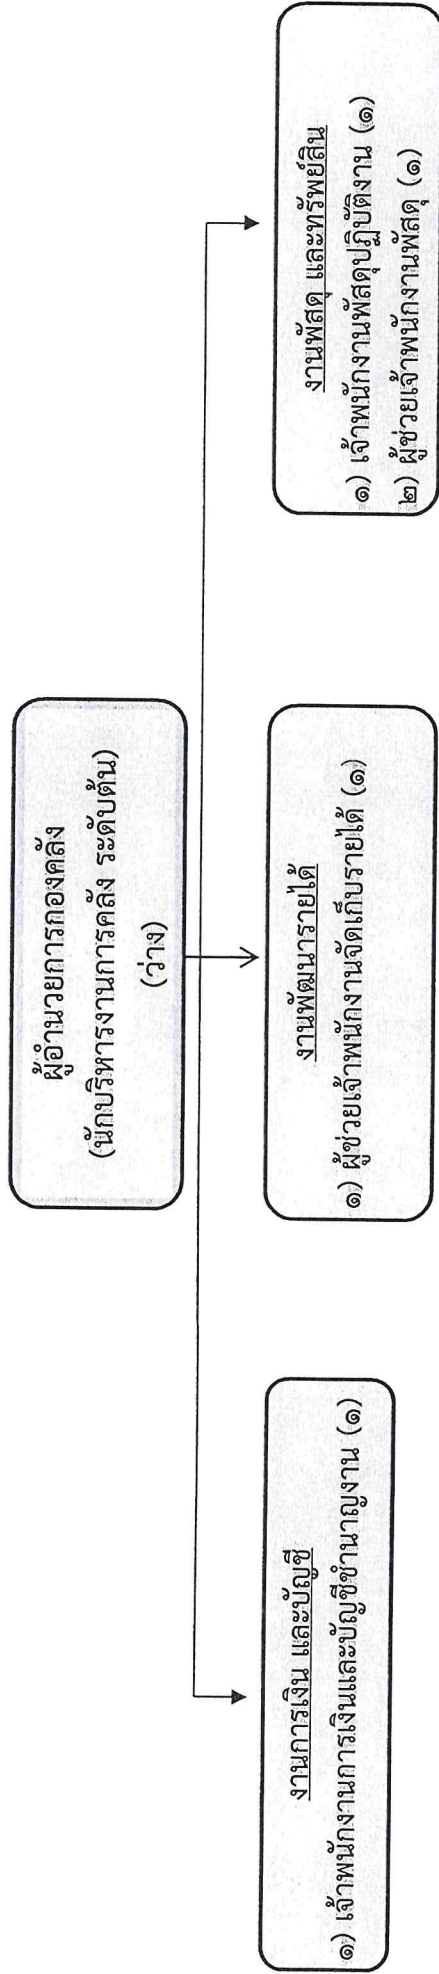 ผู้อำนวยการกองคลัง
(นักบริหารงานการคลัง ระดับต้น)
(ว่าง)
งานการเงิน และบัญชี
๑) เจ้าพนักงานการเงินและบัญชีชำนาญงาน (๑)
งานพัฒนารายได้
๑) ผู้ช่วยเจ้าพนักงานจัดเก็บรายได้ (๑)
งานพัสดุ และทรัพย์สิน
๑) เจ้าพนักงานพัสดุปฏิบัติงาน (๑)
๒) ผู้ช่วยเจ้าพนักงานพัสดุ (๑)